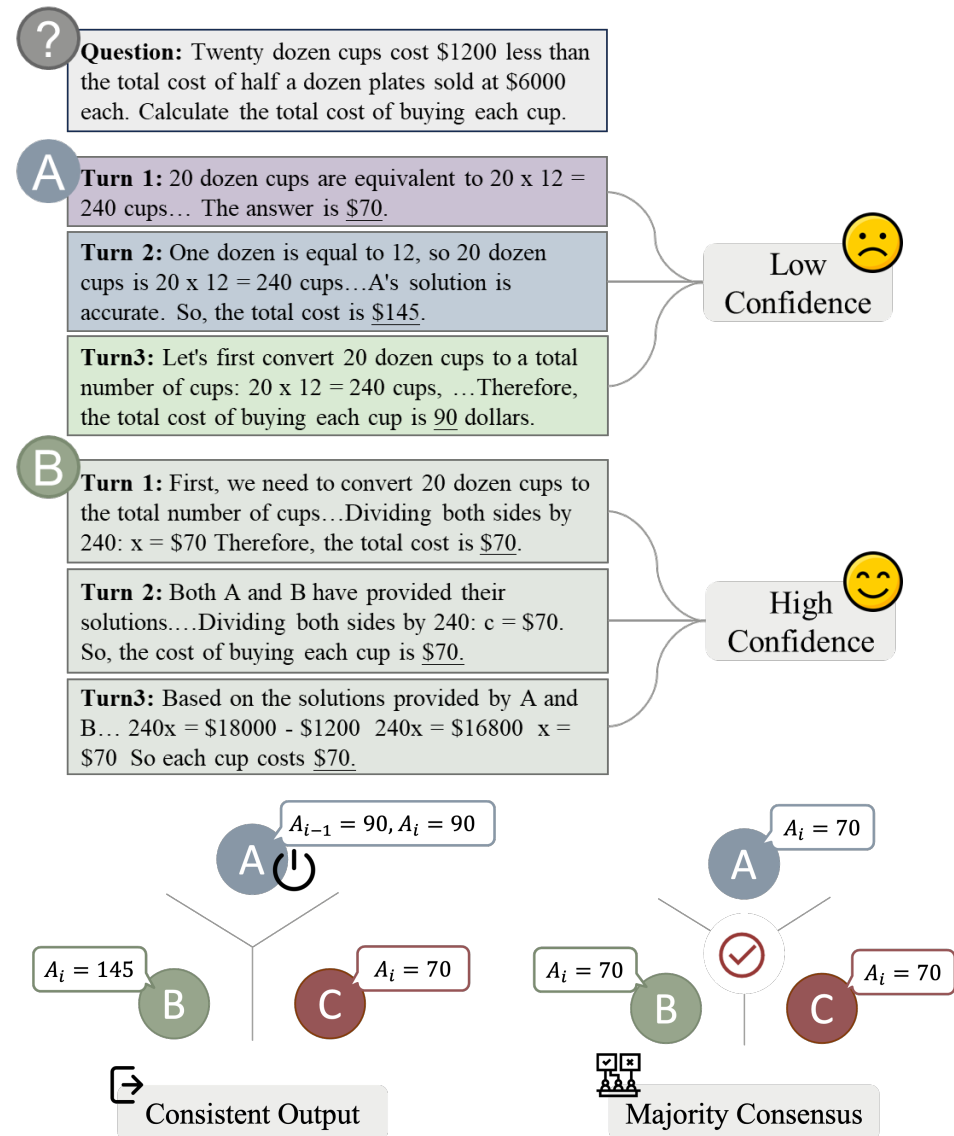 ?
Question: Twenty dozen cups cost $1200 less than
the total cost of half a dozen plates sold at $6000
each. Calculate the total cost of buying each cup.
A
Turn 1: 20 dozen cups are equivalent to 20 x 12 =
240 cups… The answer is $70.
Turn 2: One dozen is equal to 12, so 20 dozen
cups is 20 x 12 = 240 cups…A's solution is
accurate. So, the total cost is $145.
Turn3: Let's first convert 20 dozen cups to a total
number of cups: 20 x 12 = 240 cups, …Therefore,
the total cost of buying each cup is 90 dollars.
Low
Confidence
B
Turn 1: First, we need to convert 20 dozen cups to
the total number of cups…Dividing both sides by
240: x = $70 Therefore, the total cost is $70.
Turn 2: Both A and B have provided their
solutions.…Dividing both sides by 240: c = $70.
So, the cost of buying each cup is $70.
Turn3: Based on the solutions provided by A and
B… 240x = $18000 - $1200 240x = $16800 x =
$70 So each cup costs $70.
High
Confidence
A_{i-1} = 90, A_i = 90
A
A_i = 145
B
A_i = 70
C
Consistent Output
A_i = 70
A
A_i = 70
B
A_i = 70
C
Majority Consensus